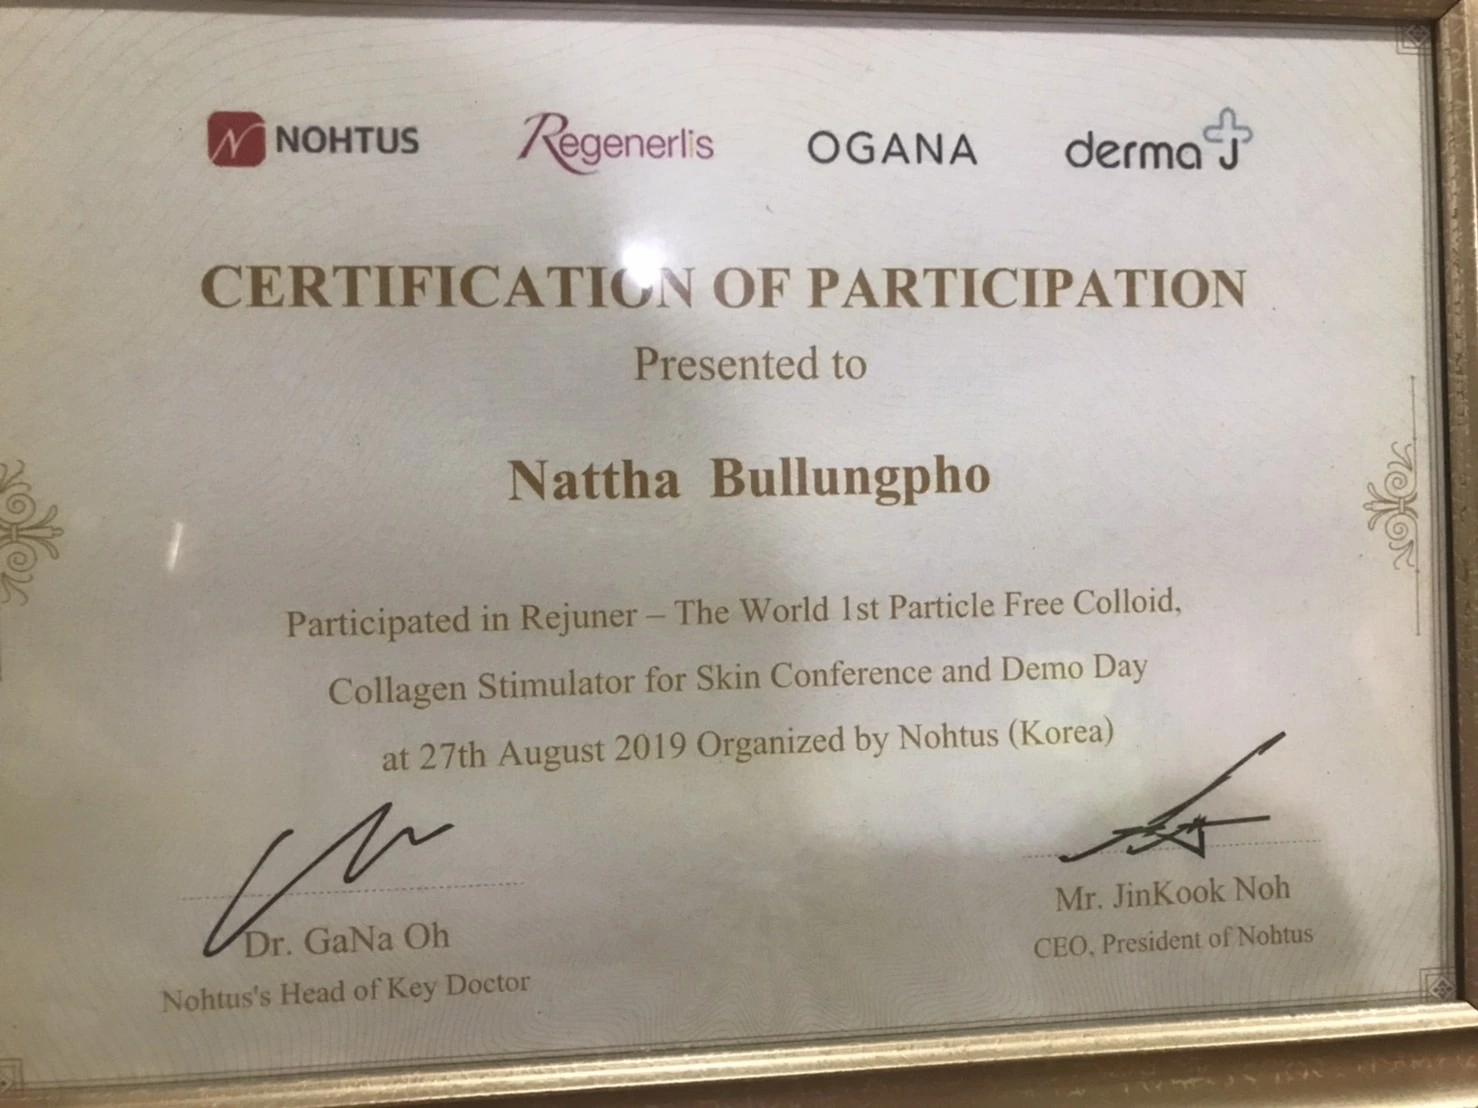 NOHTUS Regenerlis OGANA derma J
CERTIFICATION OF PARTICIPATION
Presented to
Nattha Bullungpho
Participated in Rejuner – The World 1st Particle Free Colloid,
Collagen Stimulator for Skin Conference and Demo Day
at 27th August 2019 Organized by Nohtus (Korea)
Dr. GaNa Oh
Nohtus's Head of Key Doctor
Mr. JinKook Noh
CEO, President of Nohtus